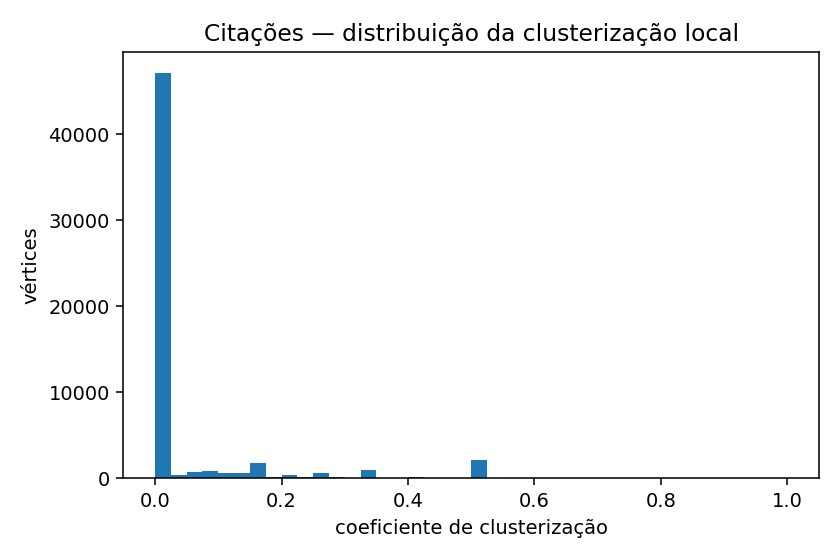 Citações — distribuição da clusterização local
40000
30000
20000
10000
0
vértices
0.0 0.2 0.4 0.6 0.8 1.0
coeficiente de clusterização